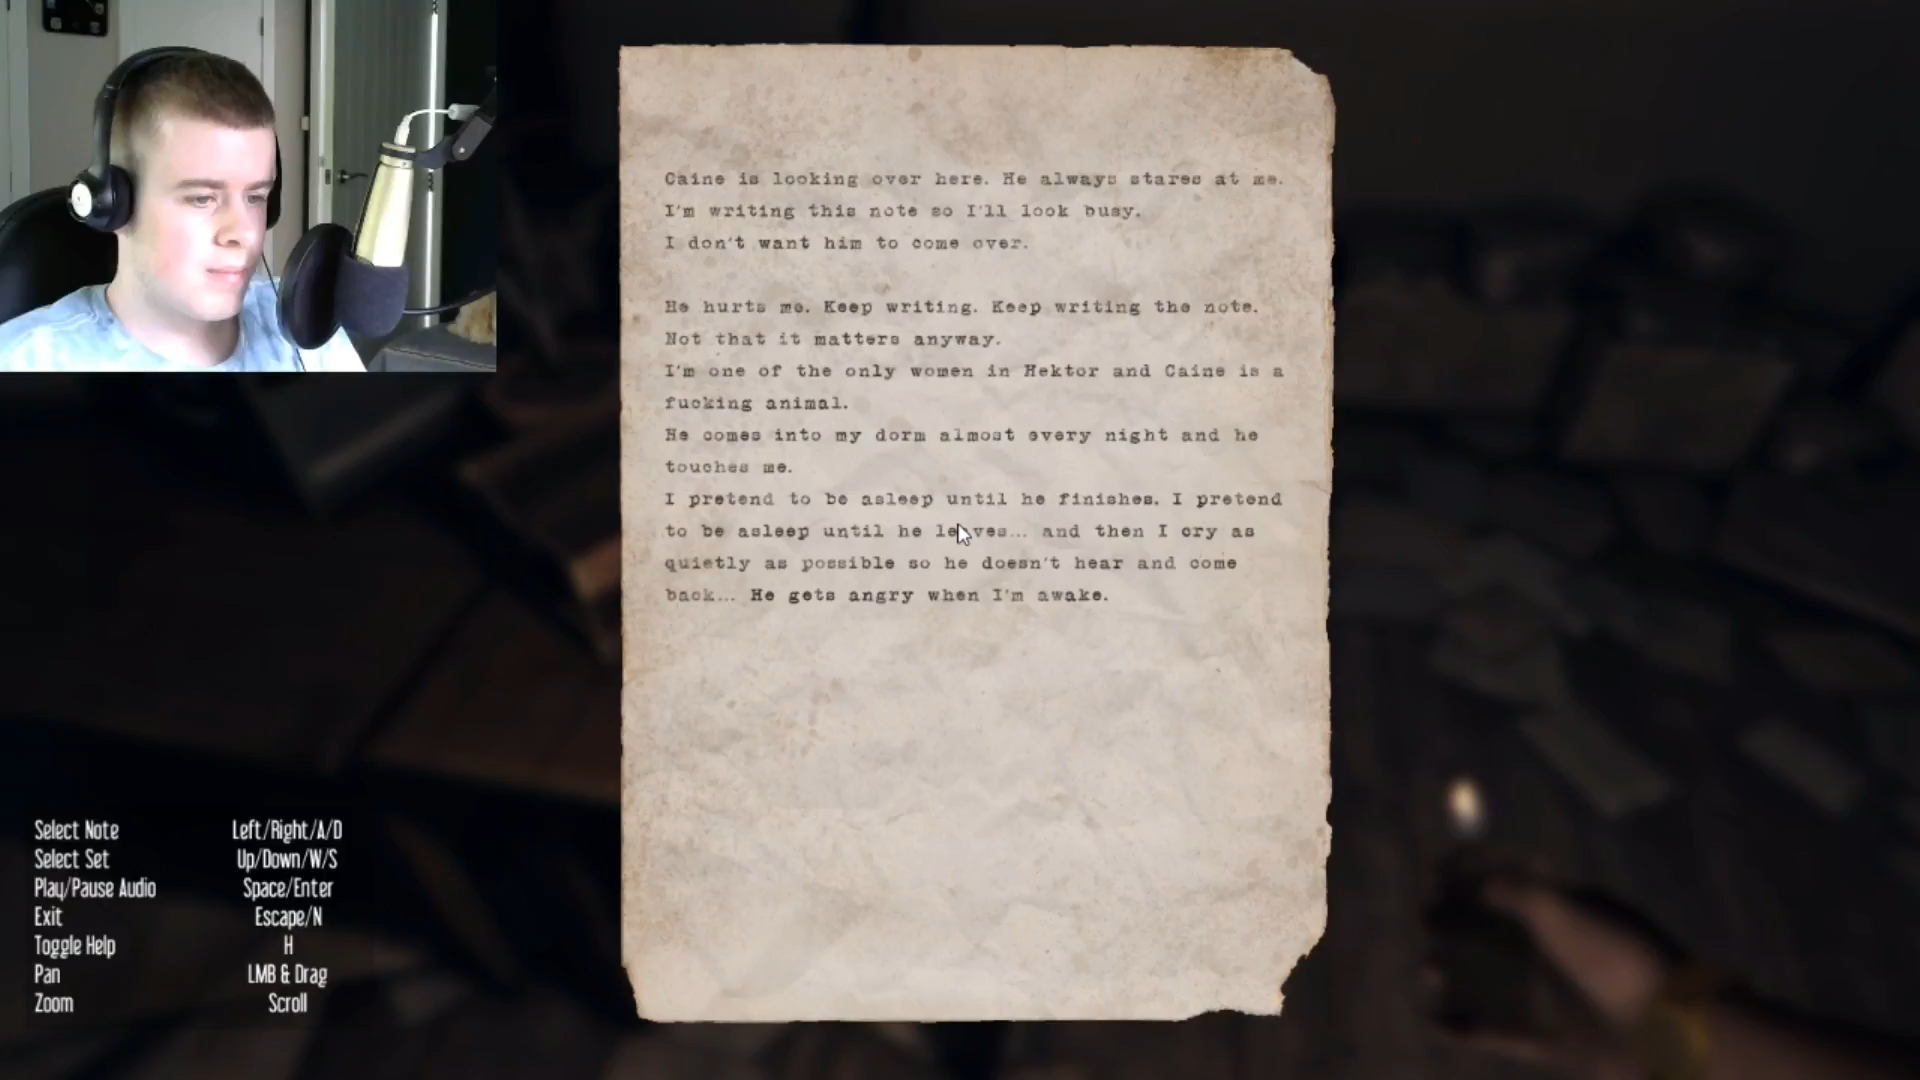 Caine is looking over here. He always stares at me.
I'm writing this note so I'll look busy.
I don't want him to come over.
He hurts me. Keep writing. Keep writing the note.
Not that it matters anyway.
I'm one of the only women in Hektor and Caine is a
fucking animal.
He comes into my dorm almost every night and he
touches me.
I pretend to be asleep until he finishes. I pretend
to be asleep until he leaves... and then I cry as
quietly as possible so he doesn't hear and come
back... He gets angry when I'm awake.
Select Note Left/Right/A/D
Select Set Up/Down/W/S
Play/Pause Audio Space/Enter
Exit Escape/N
Toggle Help H
Pan LMB & Drag
Zoom Scroll